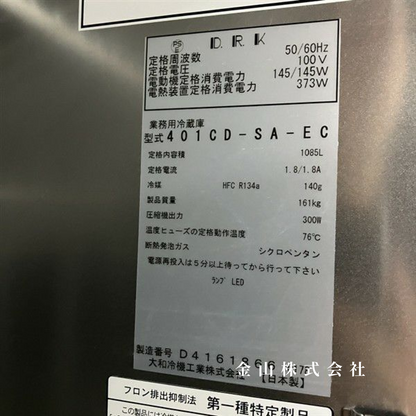 PS
E
D.R.K
定格周波数 50/60Hz
定格電圧 100V
電動機定格消費電力 145/145W
電熱装置定格消費電力 373W
業務用冷蔵庫
型式 401CD-SA-EC
定格内容積 1085L
定格電流 1.8/1.8A
冷媒 HFC R134a 140g
製品質量 161kg
圧縮機出力 300W
温度ヒューズの定格動作温度 76℃
断熱発泡ガス シクロペンタン
電源再投入は5分以上待ってから行って下さい
ランプ LED
製造番号 D4161866
大和冷機工業株式会社 【日本製】
金山株式会社
フロン排出抑制法 第一種特定製品